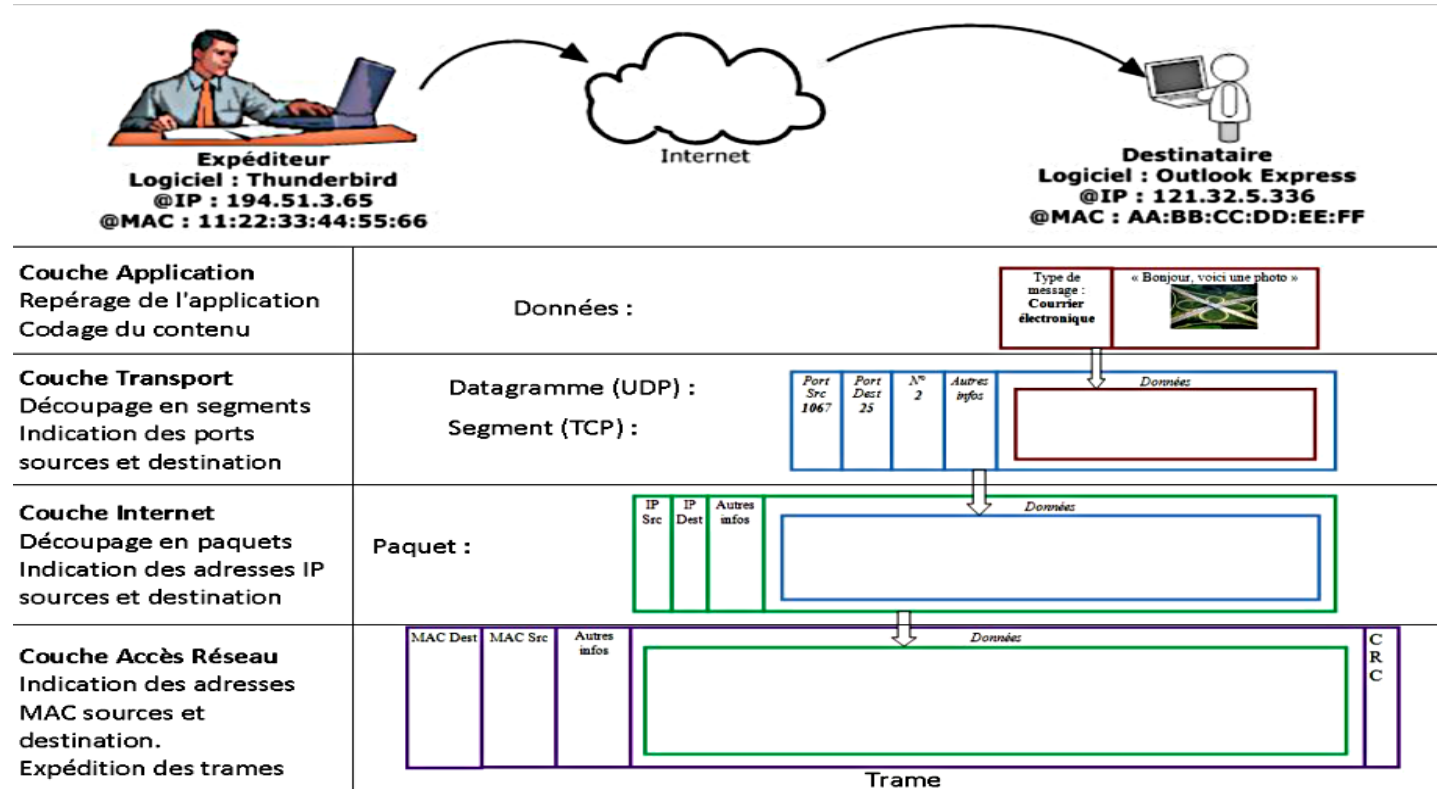 Expéditeur
Logiciel : Thunderbird
@IP : 194.51.3.65
@MAC : 11:22:33:44:55:66
Internet
Destinataire
Logiciel : Outlook Express
@IP : 121.32.5.336
@MAC : AA:BB:CC:DD:EE:FF
Couche Application
Repérage de l'application
Codage du contenu
Données :
Type de
message :
Courrier
électronique
« Bonjour, voici une photo »
Couche Transport
Découpage en segments
Indication des ports
sources et destination
Datagramme (UDP) :
Segment (TCP) :
Port
Src
1067
Port
Dest
25
N°
2
Autres
infos
Données
Couche Internet
Découpage en paquets
Indication des adresses IP
sources et destination
Paquet :
IP
Src
IP
Dest
Autres
infos
Données
Couche Accès Réseau
Indication des adresses
MAC sources et
destination.
Expédition des trames
MAC Dest
MAC Src
Autres
infos
Données
C
R
C
Trame